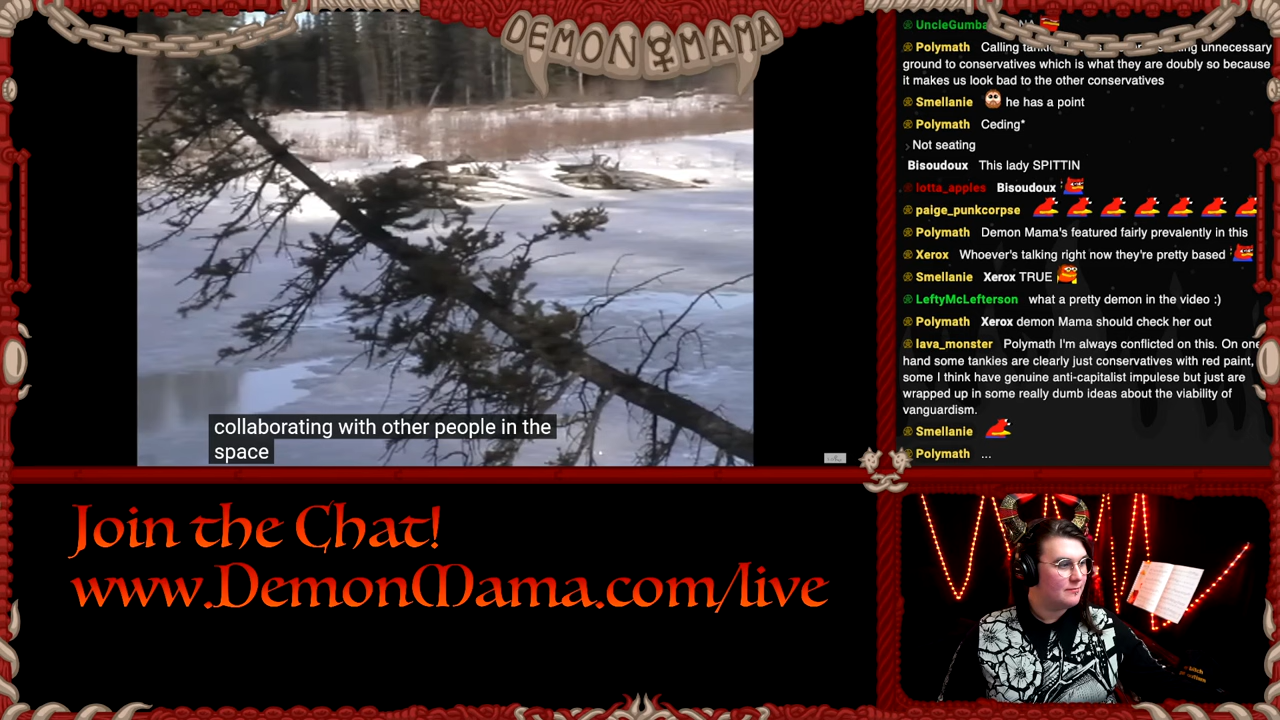 DEMON MAMA
collaborating with other people in the
space
Join the Chat!
www.DemonMama.com/live
UncleGumba
Polymath Calling unnecessary
ground to conservatives which is what they are doubly so because
it makes us look bad to the other conservatives
Smellanie he has a point
Polymath Ceding*
Not seating
Bisoudoux This lady SPITTIN
lotta_apples Bisoudoux
paige_punkcorpse
Polymath Demon Mama's featured fairly prevalently in this
Xerox Whoever's talking right now they're pretty based
Smellanie Xerox TRUE
LeftyMcLefterson what a pretty demon in the video :)
Polymath Xerox demon Mama should check her out
lava_monster Polymath I'm always conflicted on this. On one
hand some tankies are clearly just conservatives with red paint,
some I think have genuine anti-capitalist impulese but just are
wrapped up in some really dumb ideas about the viability of
vanguardism.
Smellanie
Polymath ...